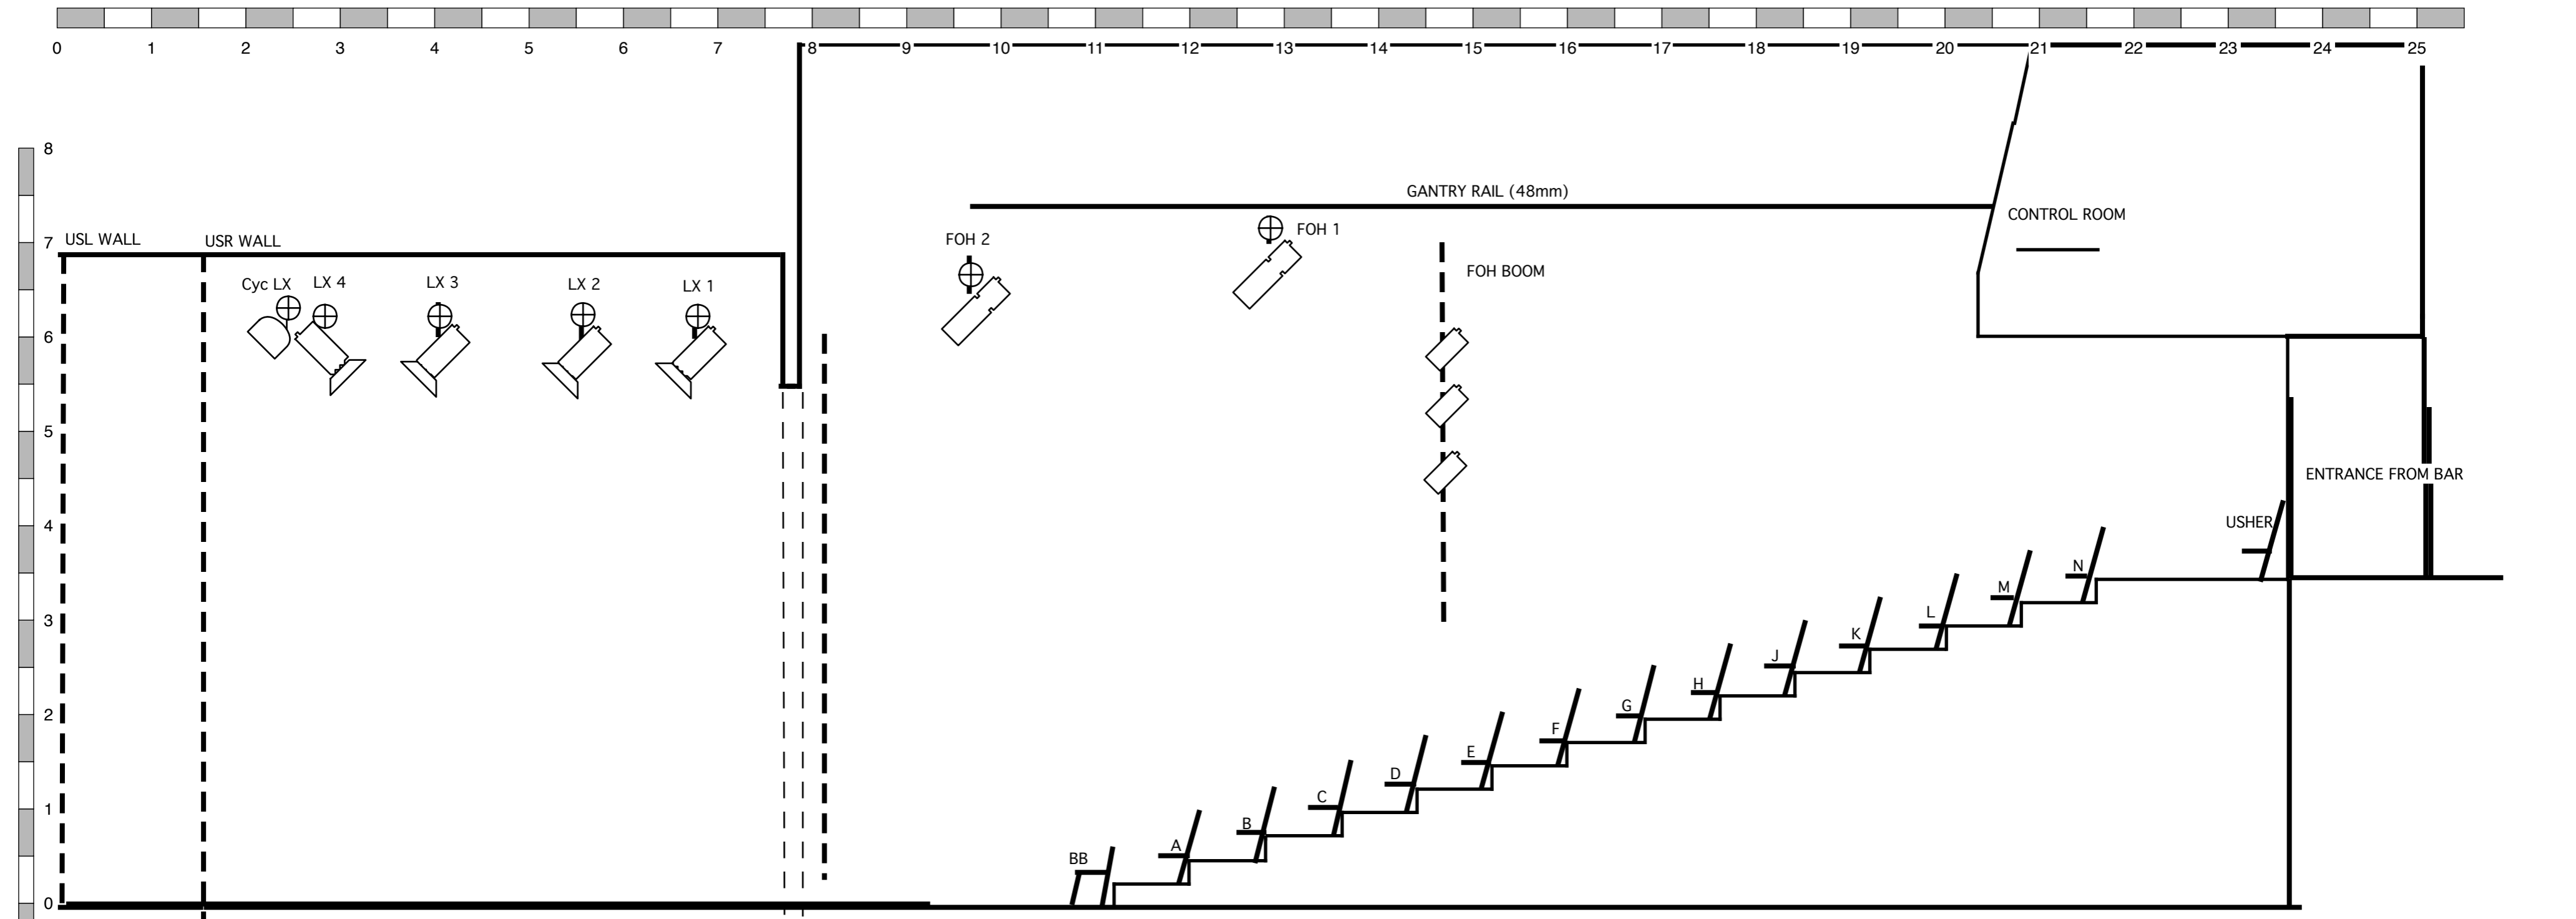 0 1 2 3 4 5 6 7 8 9 10 11 12 13 14 15 16 17 18 19 20 21 22 23 24 25
8
GANTRY RAIL (48mm)
CONTROL ROOM
7
USL WALL
USR WALL
FOH 2
FOH 1
FOH BOOM
Cyc LX
LX 4
LX 3
LX 2
LX 1
6
5
ENTRANCE FROM BAR
4
USHER
N
M
3
L
K
J
H
2
G
F
E
D
1
C
B
A
BB
0